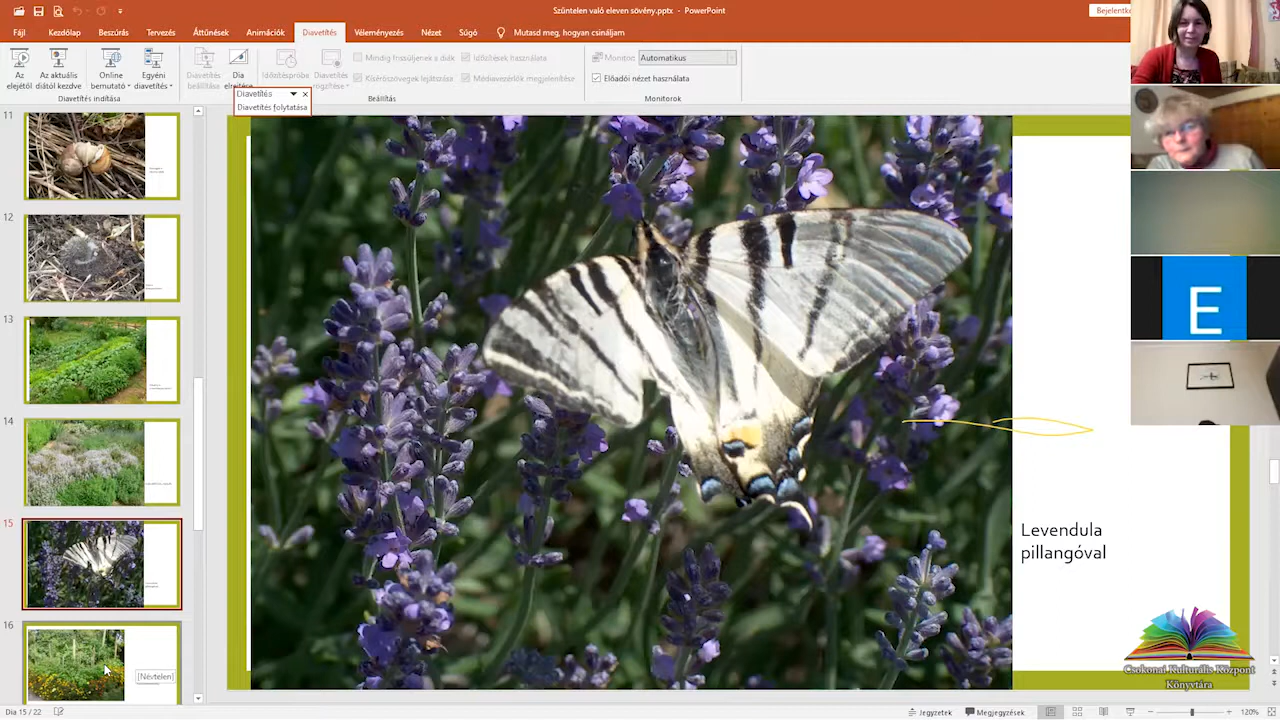 Szüntelen való eleven sövény.pptx - PowerPoint
Bejelentkez
Fájl Kezdőlap Beszúrás Tervezés Áttűnések Animációk Diavetítés Véleményezés Nézet Súgó Mutasd meg, hogyan csináljam
Az elejétől
Az aktuális diától kezdve
Online bemutató
Egyéni diavetítés
Diavetítés beállítása
Dia elrejtése
Időzítéspróba
Diavetítés rögzítése
Mindig frissüljenek a diák
Időzítések használata
Kísérőszövegek lejátszása
Médiavezérlők megjelenítése
Monitor: Automatikus
Előadói nézet használata
Diavetítés indítása
Beállítás
Monitorok
Diavetítés
Diavetítés folytatása
11
12
13
14
15
16
[Névtelen]
E
Levendula
pillangóval
Csokonai Kulturális Központ
Könyvtára
Dia 15 / 22
Jegyzetek
Megjegyzések
120%